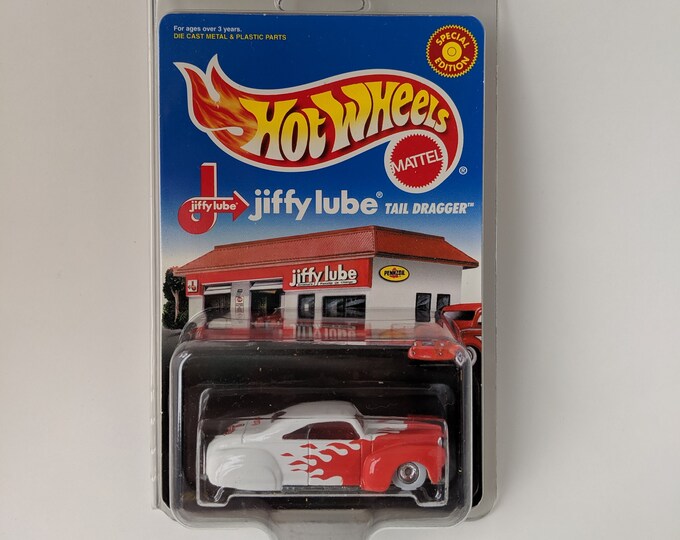 For ages over 3 years.
DIE CAST METAL & PLASTIC PARTS
SPECIAL EDITION
HOT WHEELS
MATTEL
®
jiffy lube
jiffy lube® TAIL DRAGGER™
jiffy lube
PENNZOIL